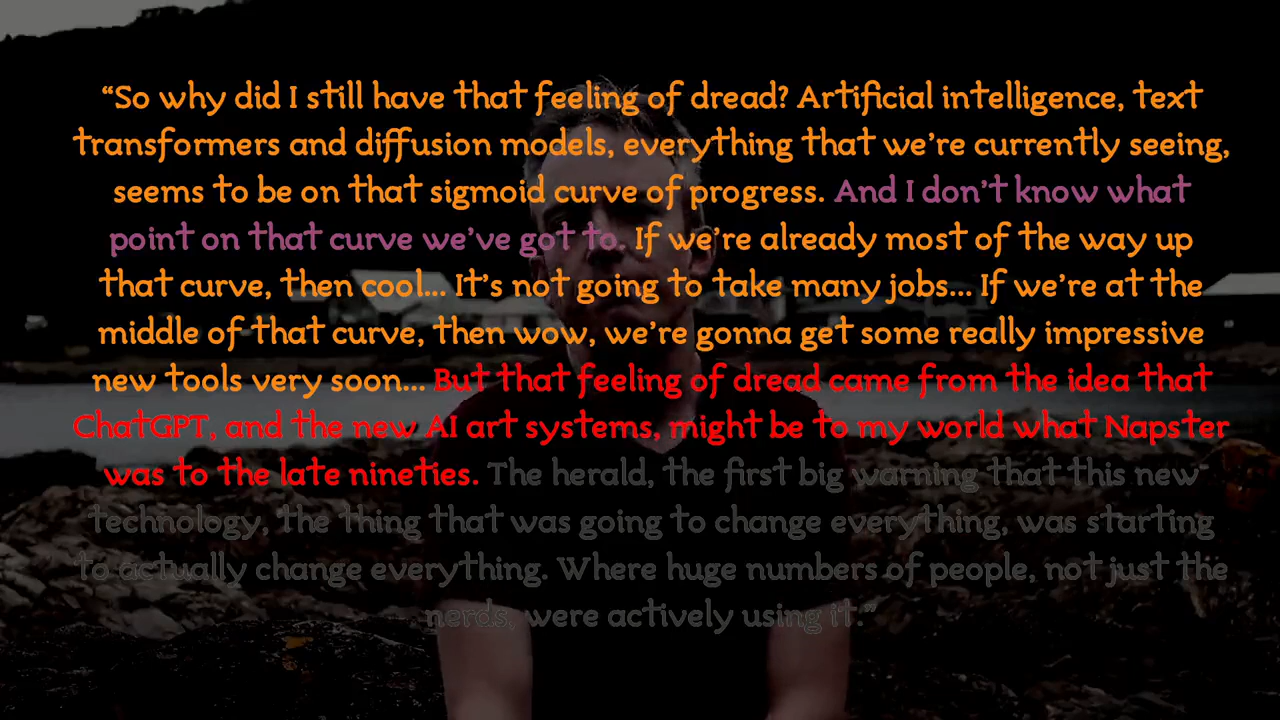 “So why did I still have that feeling of dread? Artificial intelligence, text
transformers and diffusion models, everything that we’re currently seeing,
seems to be on that sigmoid curve of progress. And I don’t know what
point on that curve we’ve got to. If we’re already most of the way up
that curve, then cool... It’s not going to take many jobs... If we’re at the
middle of that curve, then wow, we’re gonna get some really impressive
new tools very soon... But that feeling of dread came from the idea that
ChatGPT, and the new AI art systems, might be to my world what Napster
was to the late nineties. The herald, the first big warning that this new
technology, the thing that was going to change everything, was starting
to actually change everything. Where huge numbers of people, not just the
nerds, were actively using it.”